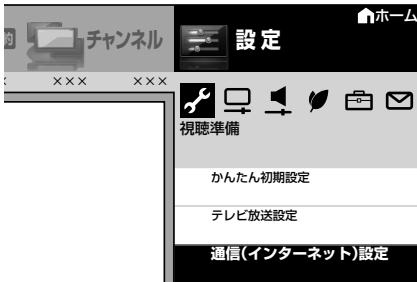 ホーム
チャンネル
設定
××× ×××
視聴準備
かんたん初期設定
テレビ放送設定
通信(インターネット)設定